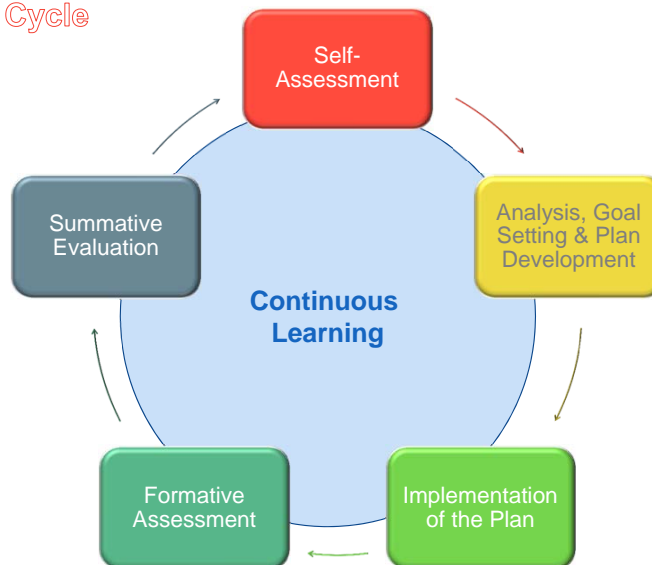 Cycle
Self-
Assessment
Analysis, Goal
Setting & Plan
Development
Implementation
of the Plan
Formative
Assessment
Summative
Evaluation
Continuous
Learning